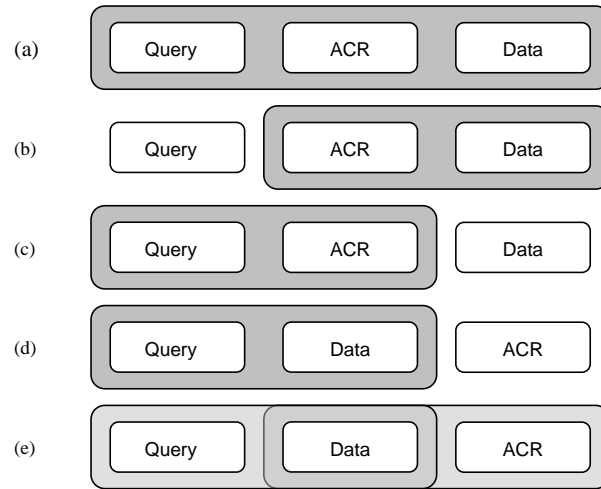 (a) Query ACR Data
(b) Query ACR Data
(c) Query ACR Data
(d) Query Data ACR
(e) Query Data ACR